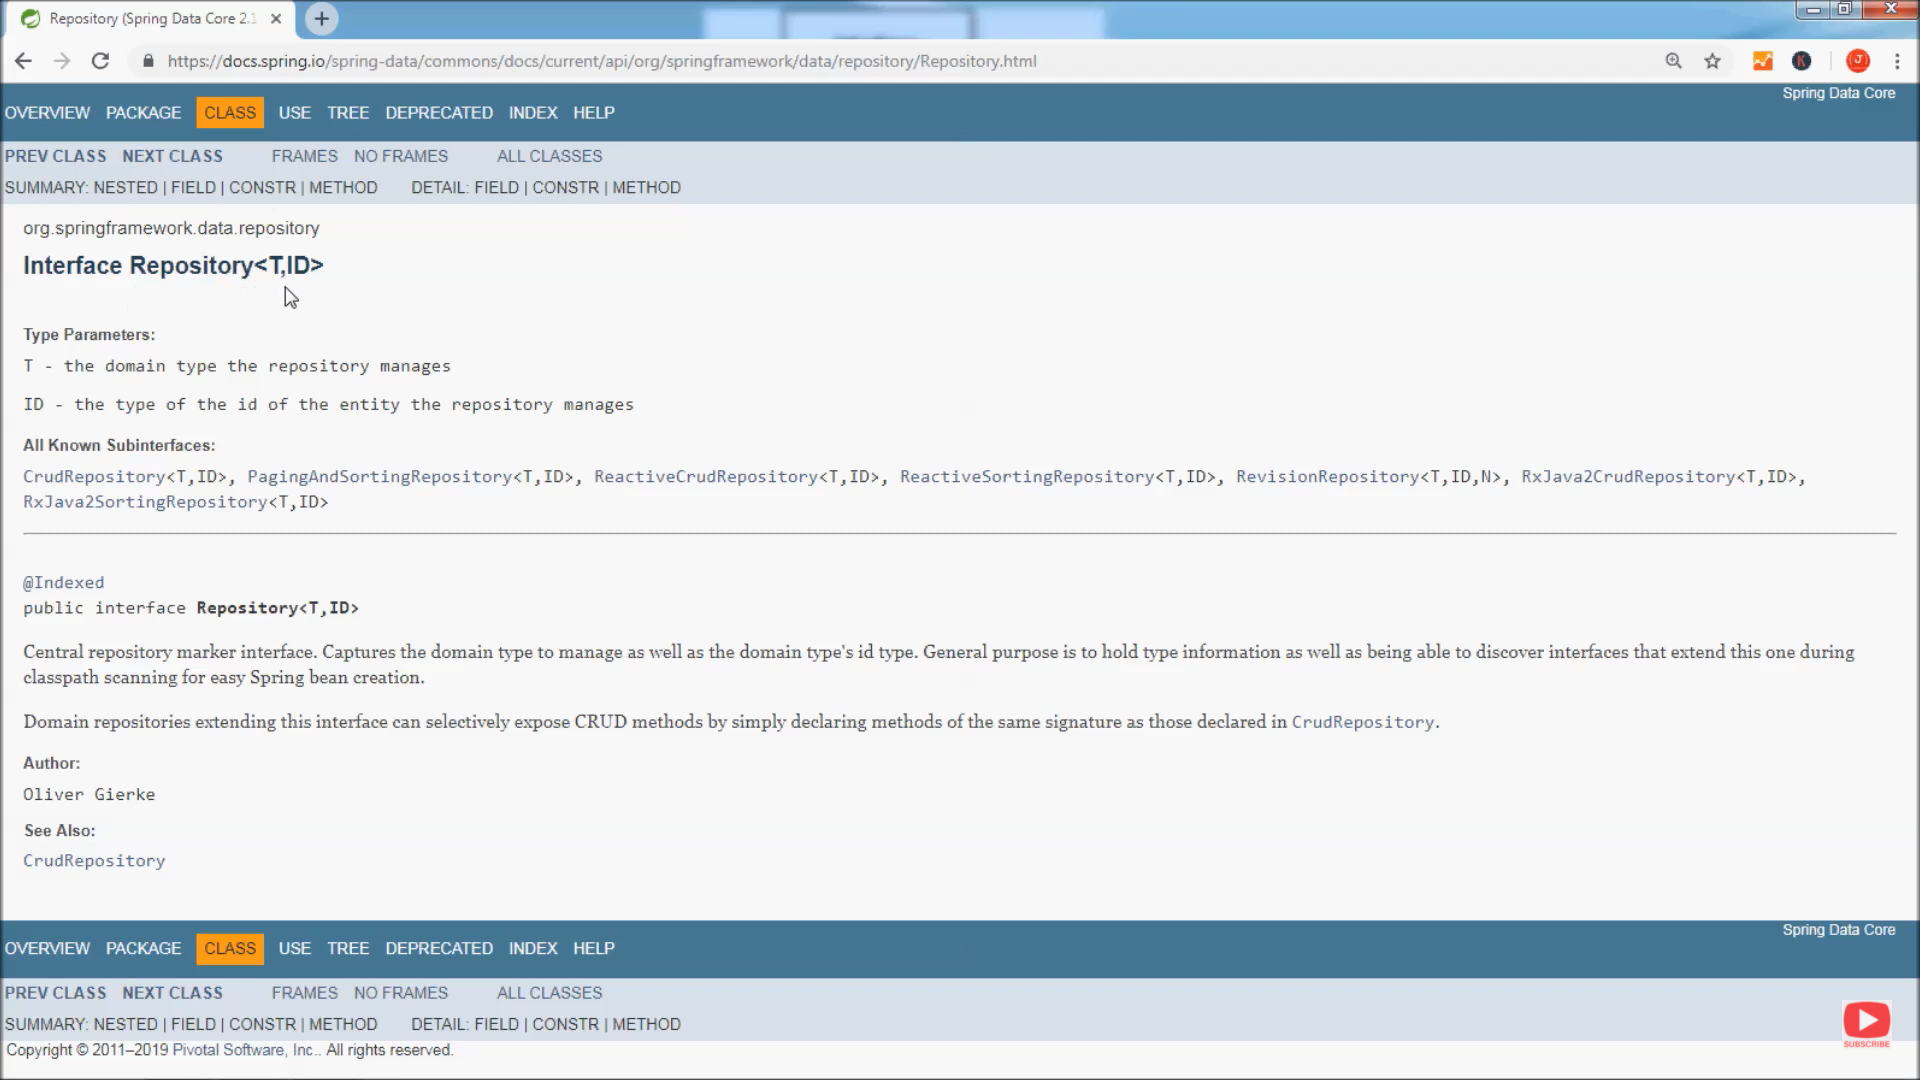 Repository (Spring Data Core 2.1
https://docs.spring.io/spring-data/commons/docs/current/api/org/springframework/data/repository/Repository.html
K
J
Spring Data Core
OVERVIEW PACKAGE CLASS USE TREE DEPRECATED INDEX HELP
PREV CLASS NEXT CLASS FRAMES NO FRAMES ALL CLASSES
SUMMARY: NESTED | FIELD | CONSTR | METHOD DETAIL: FIELD | CONSTR | METHOD
org.springframework.data.repository
Interface Repository<T,ID>
Type Parameters:
T - the domain type the repository manages
ID - the type of the id of the entity the repository manages
All Known Subinterfaces:
CrudRepository<T,ID>, PagingAndSortingRepository<T,ID>, ReactiveCrudRepository<T,ID>, ReactiveSortingRepository<T,ID>, RevisionRepository<T,ID,N>, RxJava2CrudRepository<T,ID>,
RxJava2SortingRepository<T,ID>
@Indexed
public interface Repository<T,ID>
Central repository marker interface. Captures the domain type to manage as well as the domain type's id type. General purpose is to hold type information as well as being able to discover interfaces that extend this one during
classpath scanning for easy Spring bean creation.
Domain repositories extending this interface can selectively expose CRUD methods by simply declaring methods of the same signature as those declared in CrudRepository.
Author:
Oliver Gierke
See Also:
CrudRepository
Spring Data Core
OVERVIEW PACKAGE CLASS USE TREE DEPRECATED INDEX HELP
PREV CLASS NEXT CLASS FRAMES NO FRAMES ALL CLASSES
SUMMARY: NESTED | FIELD | CONSTR | METHOD DETAIL: FIELD | CONSTR | METHOD
Copyright © 2011–2019 Pivotal Software, Inc.. All rights reserved.
SUBSCRIBE